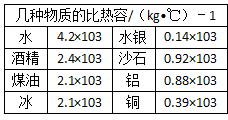 几种物质的比热容/(kg•℃)﹣1
水 4.2×103 水银 0.14×103
酒精 2.4×103 沙石 0.92×103
煤油 2.1×103 铝 0.88×103
冰 2.1×103 铜 0.39×103